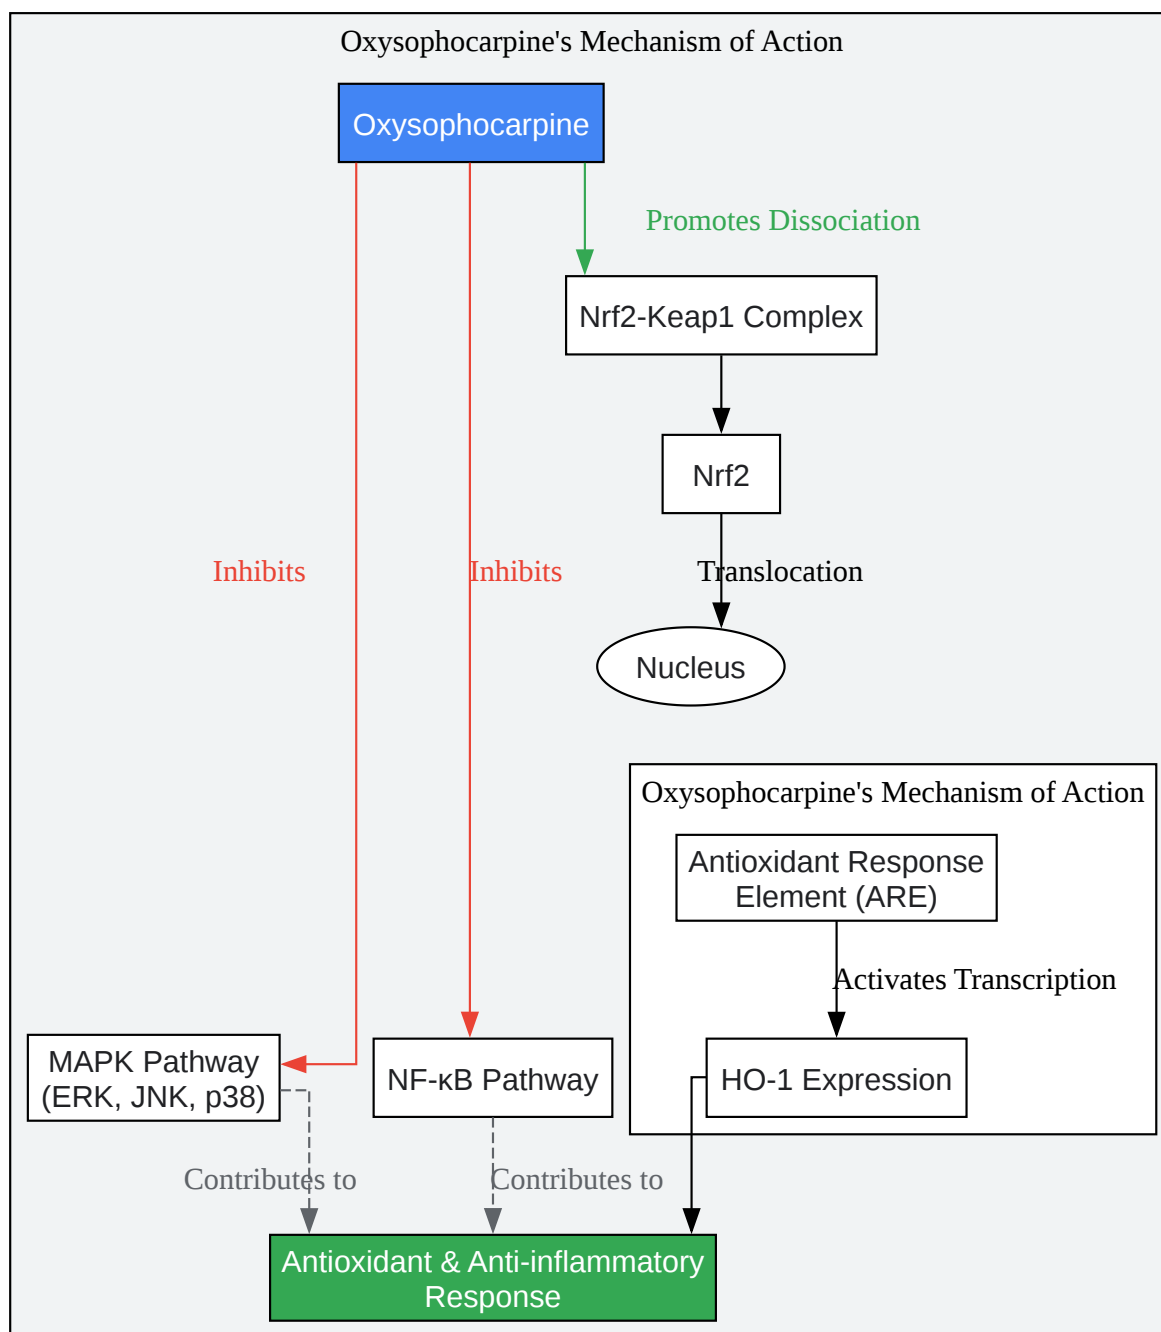 Oxysophocarpine's Mechanism of Action
Oxysophocarpine
Promotes Dissociation
Nrf2-Keap1 Complex
Nrf2
Inhibits
Inhibits
Translocation
Nucleus
Oxysophocarpine's Mechanism of Action
Antioxidant Response
Element (ARE)
Activates Transcription
MAPK Pathway
(ERK, JNK, p38)
NF-κB Pathway
HO-1 Expression
Contributes to
Contributes to
Antioxidant & Anti-inflammatory
Response